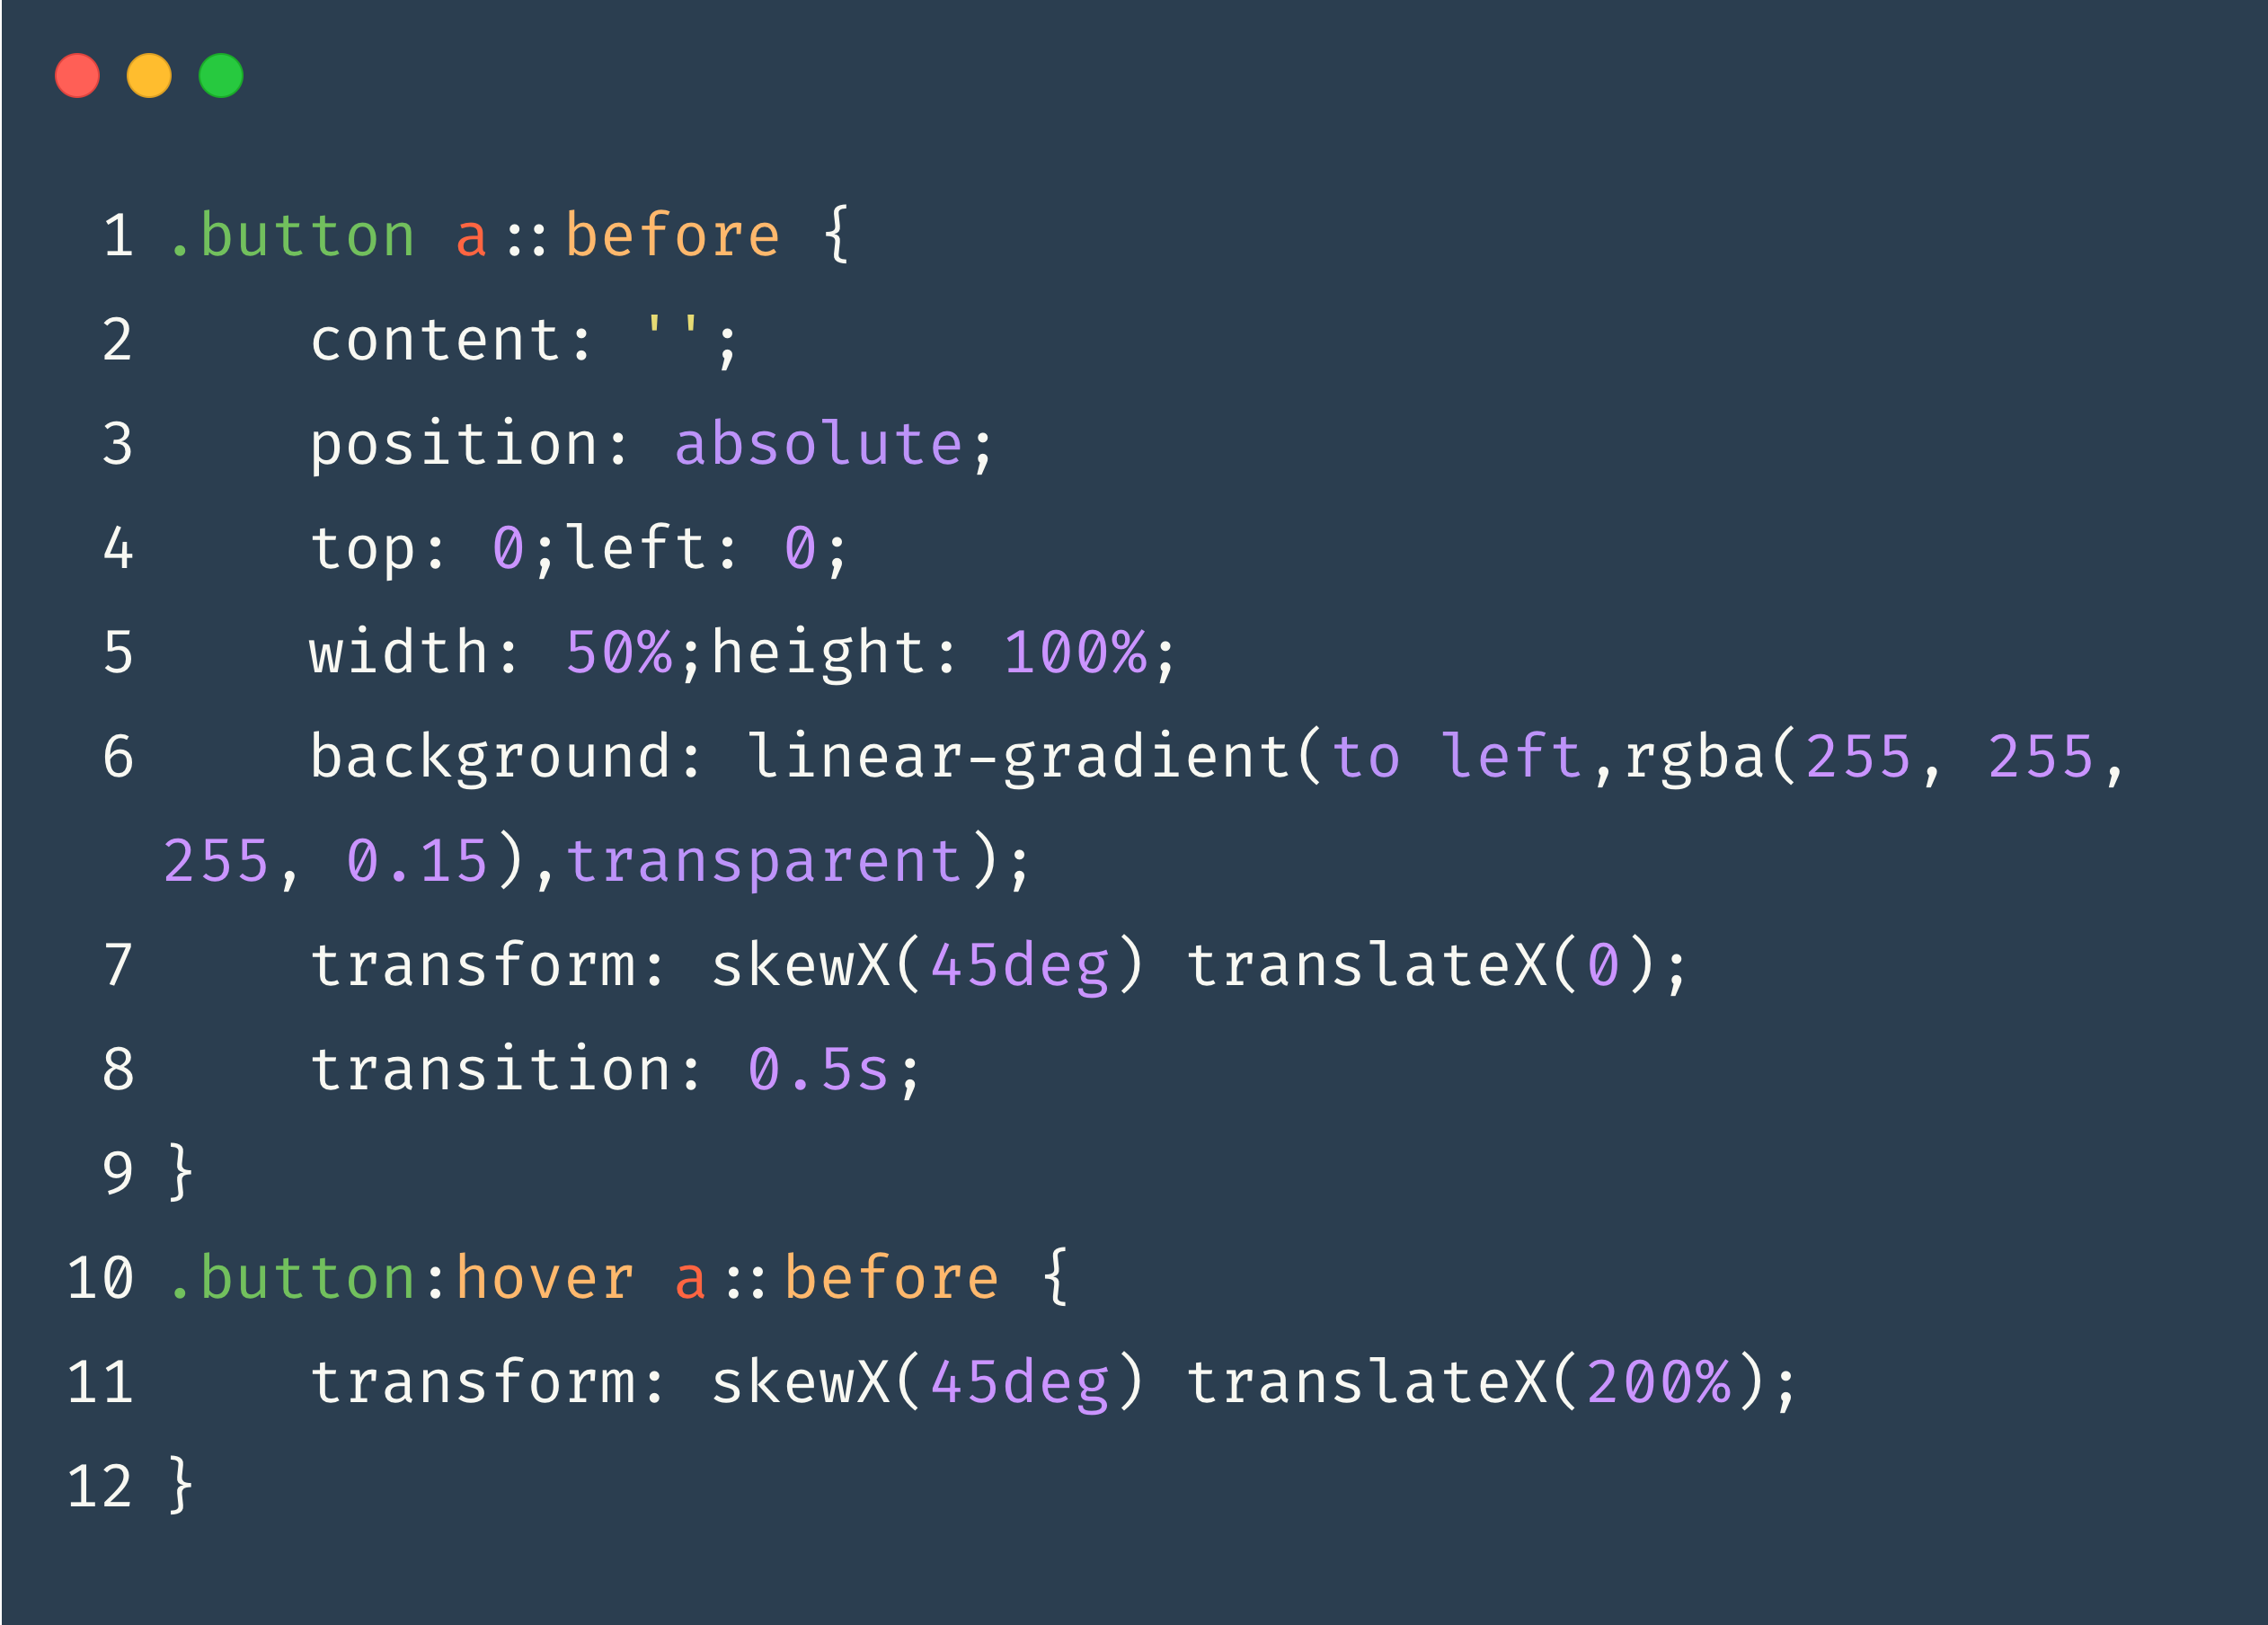 1 .button a::before {
2     content: '';
3     position: absolute;
4     top: 0;left: 0;
5     width: 50%;height: 100%;
6     background: linear-gradient(to left,rgba(255, 255,
255, 0.15),transparent);
7     transform: skewX(45deg) translateX(0);
8     transition: 0.5s;
9 }
10 .button:hover a::before {
11     transform: skewX(45deg) translateX(200%);
12 }